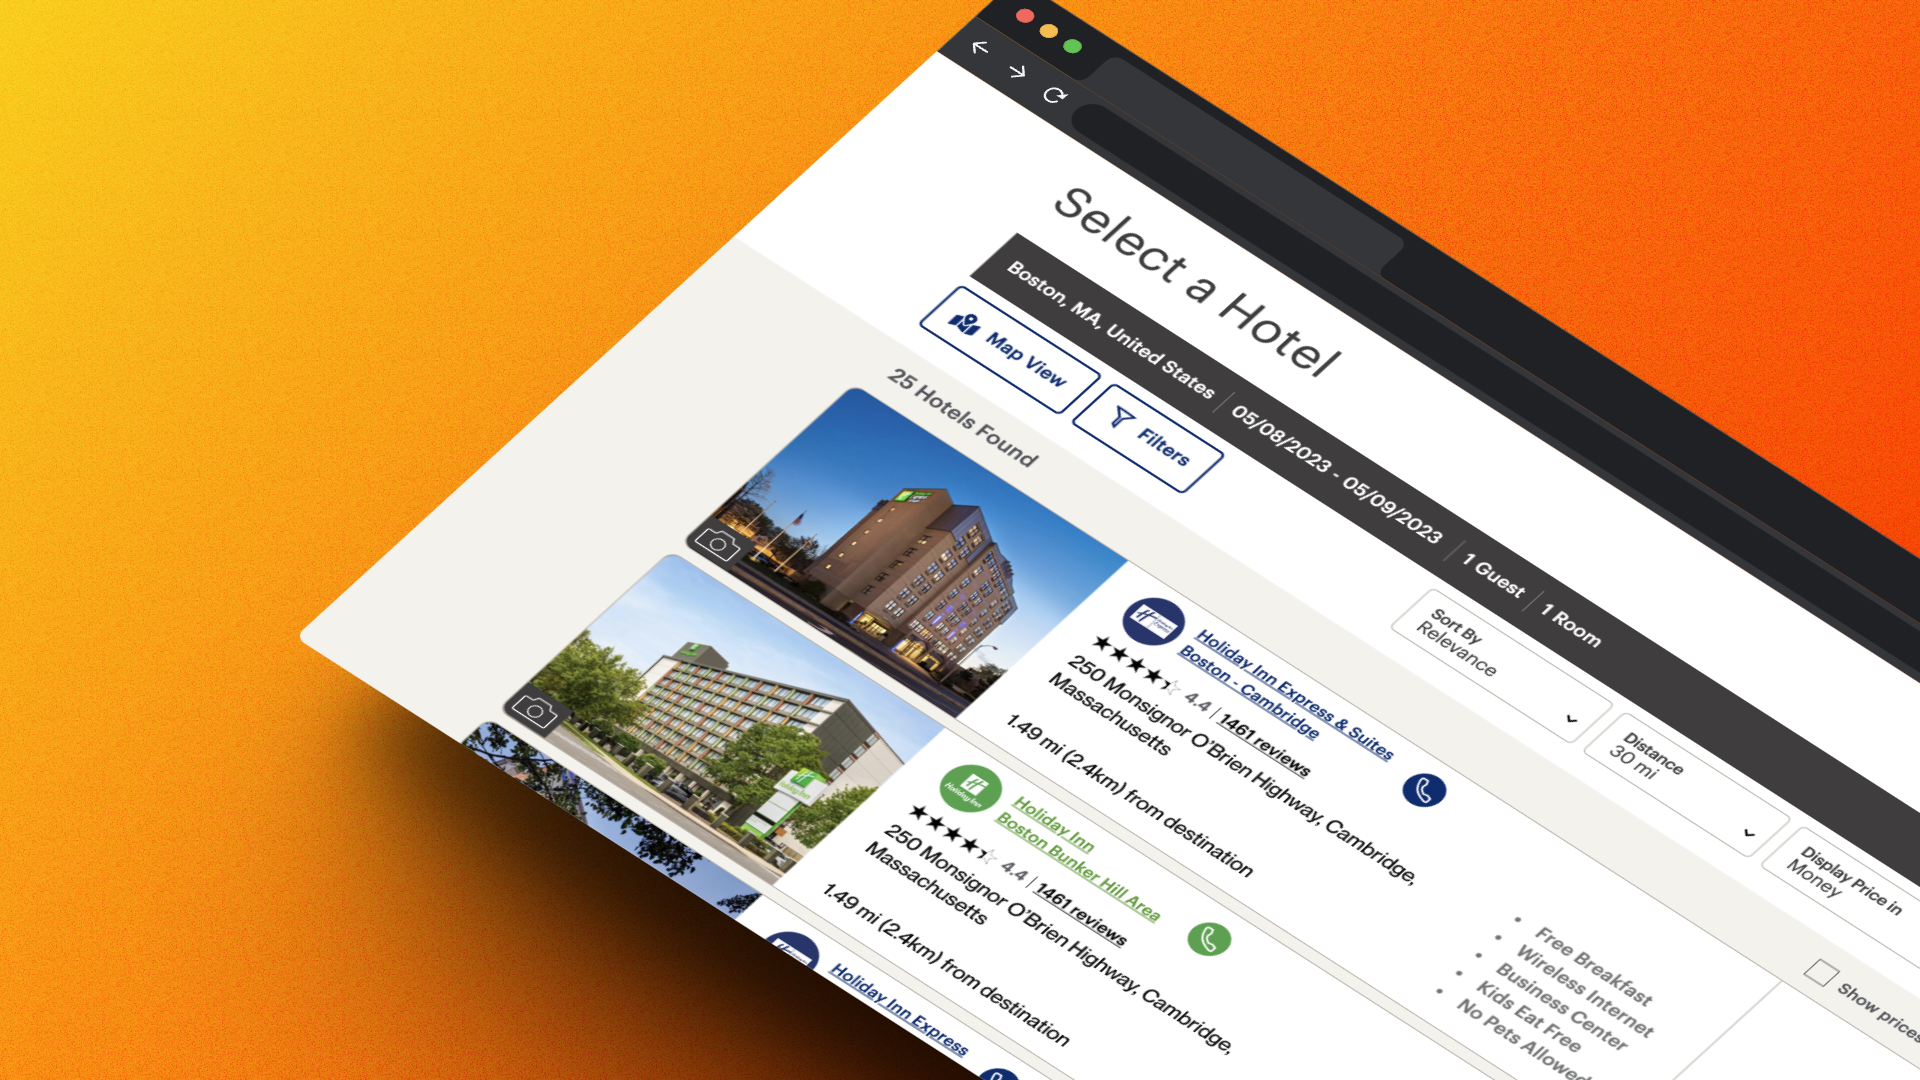 Select a Hotel
Boston, MA, United States | 05/08/2023 - 05/09/2023 | 1 Guest | 1 Room
Map View
Filters
25 Hotels Found
Sort By
Relevance
Distance
30 mi
Display Price in
Money
Show prices
Holiday Inn Express & Suites
Boston - Cambridge
4.4 | 1461 reviews
250 Monsignor O'Brien Highway, Cambridge,
Massachusetts
1.49 mi (2.4km) from destination
Free Breakfast
Wireless Internet
Business Center
Kids Eat Free
No Pets Allowed
Holiday Inn
Holiday Inn
Holiday Inn
Boston Bunker Hill Area
4.4 | 1461 reviews
250 Monsignor O'Brien Highway, Cambridge,
Massachusetts
1.49 mi (2.4km) from destination
Holiday Inn Express